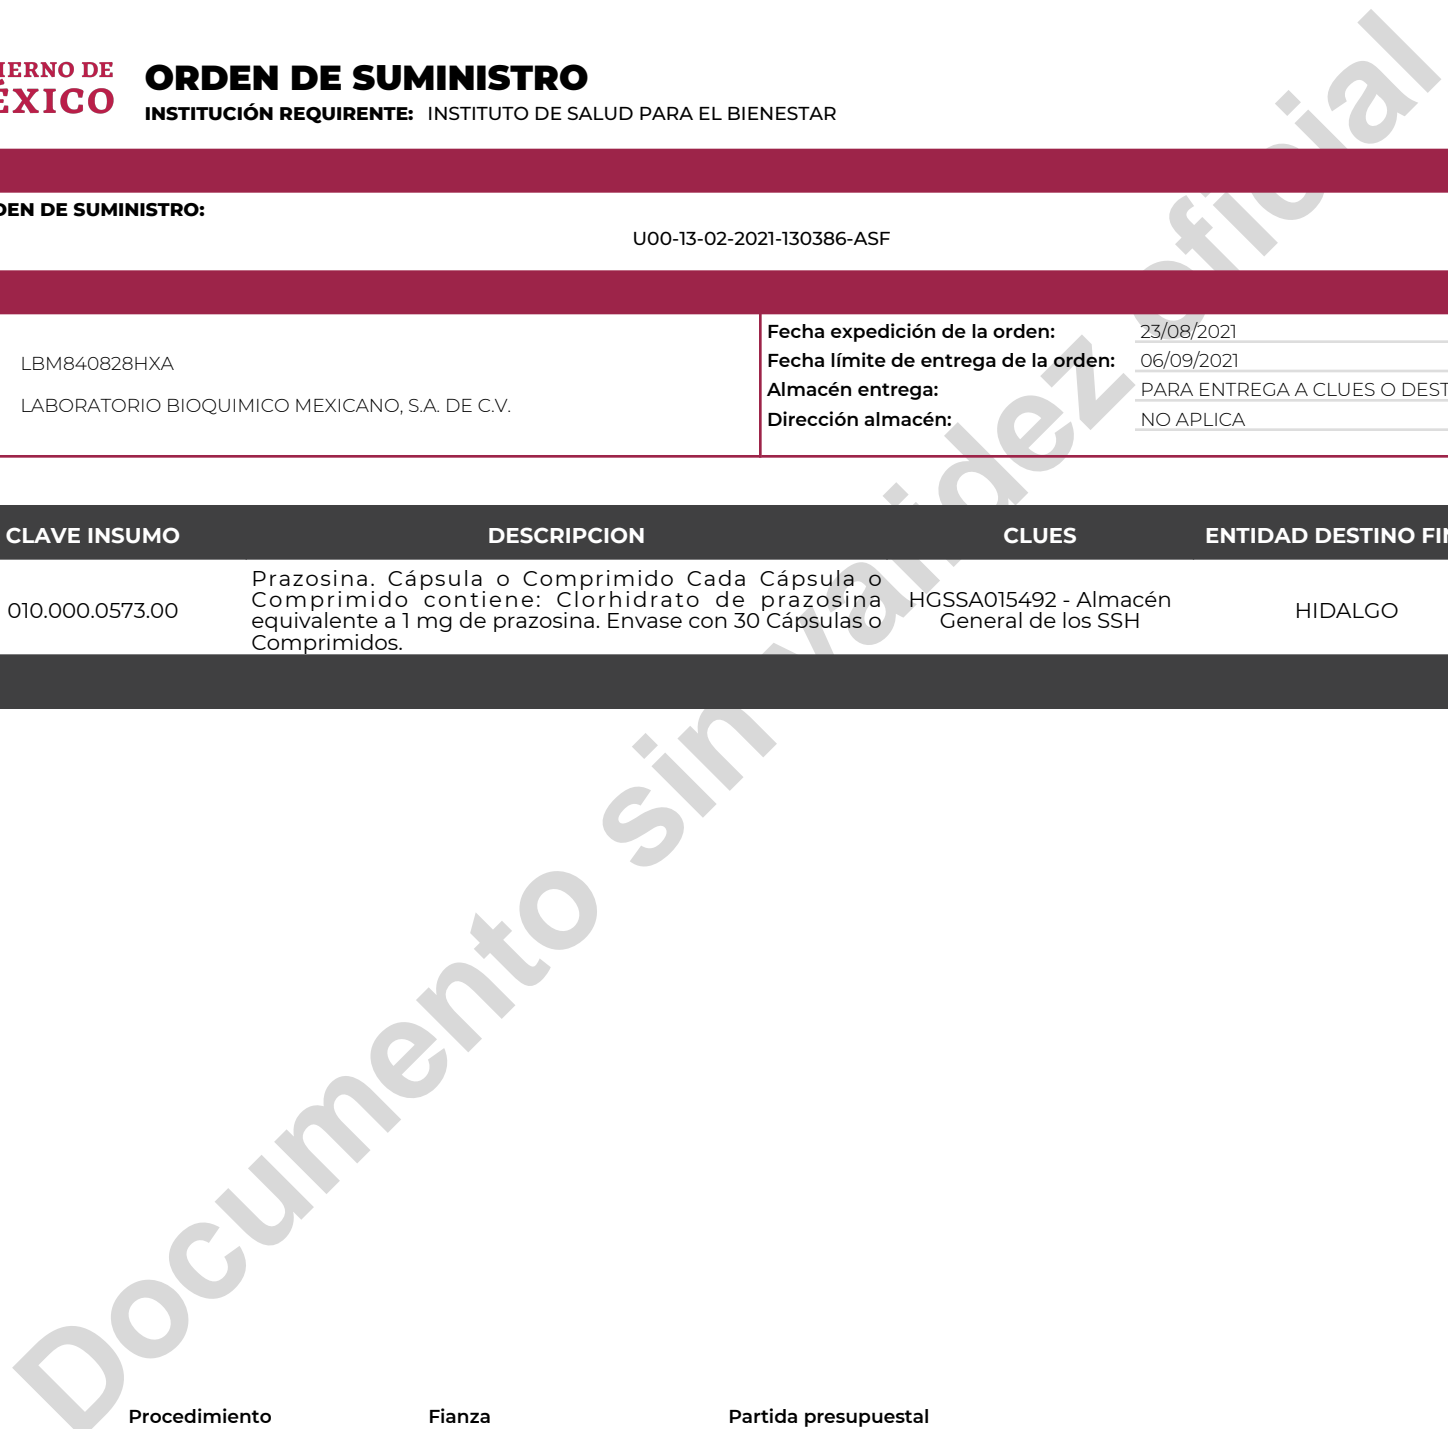 IERNO DE
ÉXICO
ORDEN DE SUMINISTRO
INSTITUCIÓN REQUIRENTE: INSTITUTO DE SALUD PARA EL BIENESTAR
DEN DE SUMINISTRO:
U00-13-02-2021-130386-ASF
LBM840828HXA
LABORATORIO BIOQUIMICO MEXICANO, S.A. DE C.V.
Fecha expedición de la orden: 23/08/2021
Fecha límite de entrega de la orden: 06/09/2021
Almacén entrega: PARA ENTREGA A CLUES O DEST
Dirección almacén: NO APLICA
CLAVE INSUMO DESCRIPCION CLUES ENTIDAD DESTINO FIN
010.000.0573.00
Prazosina. Cápsula o Comprimido Cada Cápsula o
Comprimido contiene: Clorhidrato de prazosina
equivalente a 1 mg de prazosina. Envase con 30 Cápsulas o
Comprimidos.
HGSSA015492 - Almacén
General de los SSH
HIDALGO
Documento sin validez oficial
Procedimiento Fianza Partida presupuestal